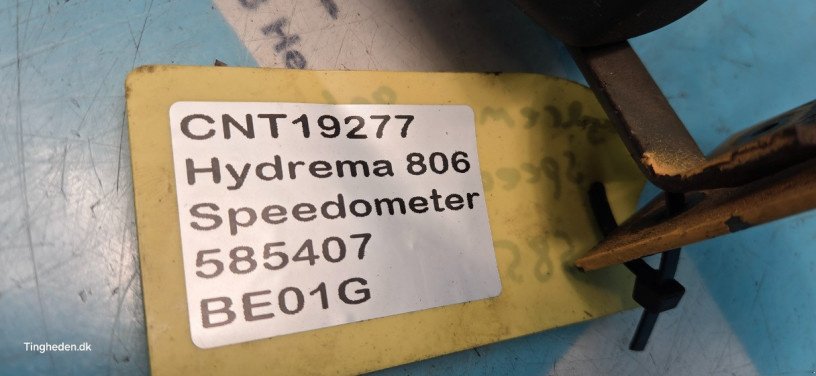 CNT19277
Hydrema 806
Speedometer
585407
BE01G
Tingheden.dk